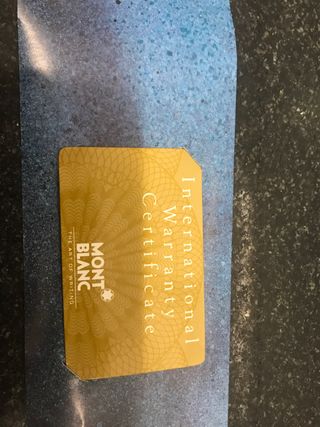 International
Warranty
Certificate
MONT
BLANC
THE ART OF WRITING